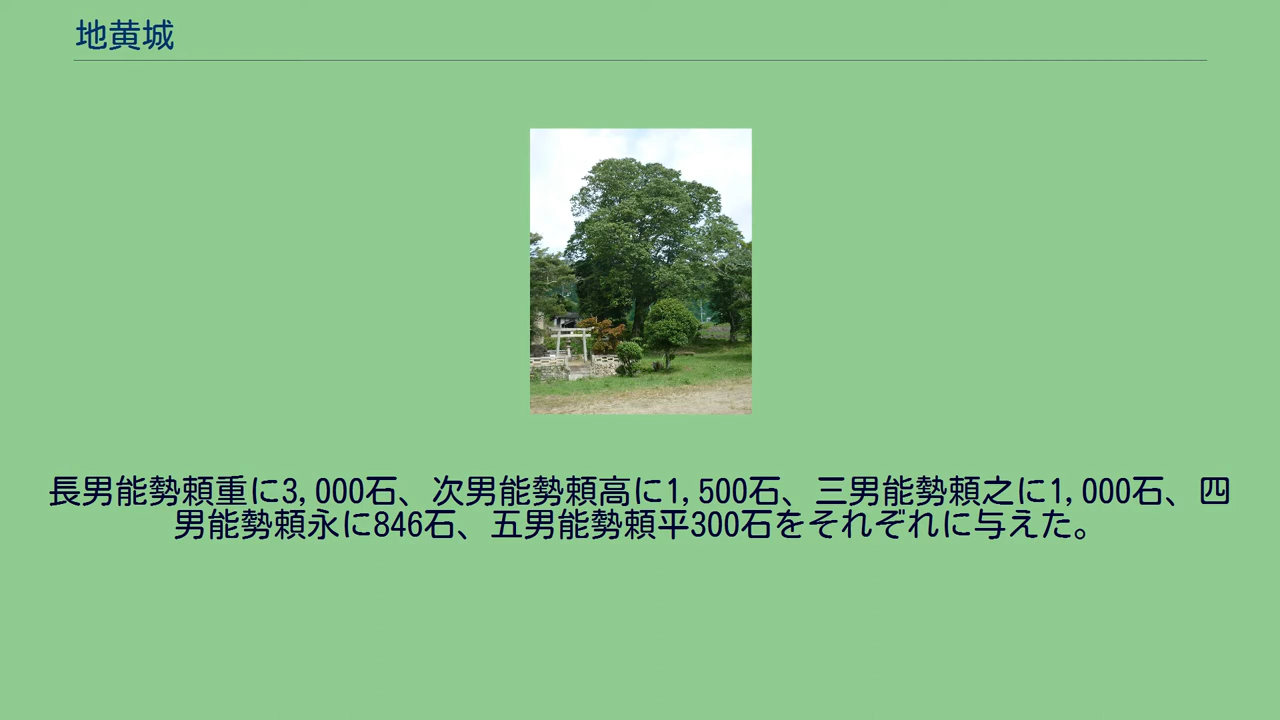 地黄城
長男能勢頼重に3,000石、次男能勢頼高に1,500石、三男能勢頼之に1,000石、四
男能勢頼永に846石、五男能勢頼平300石をそれぞれに与えた。